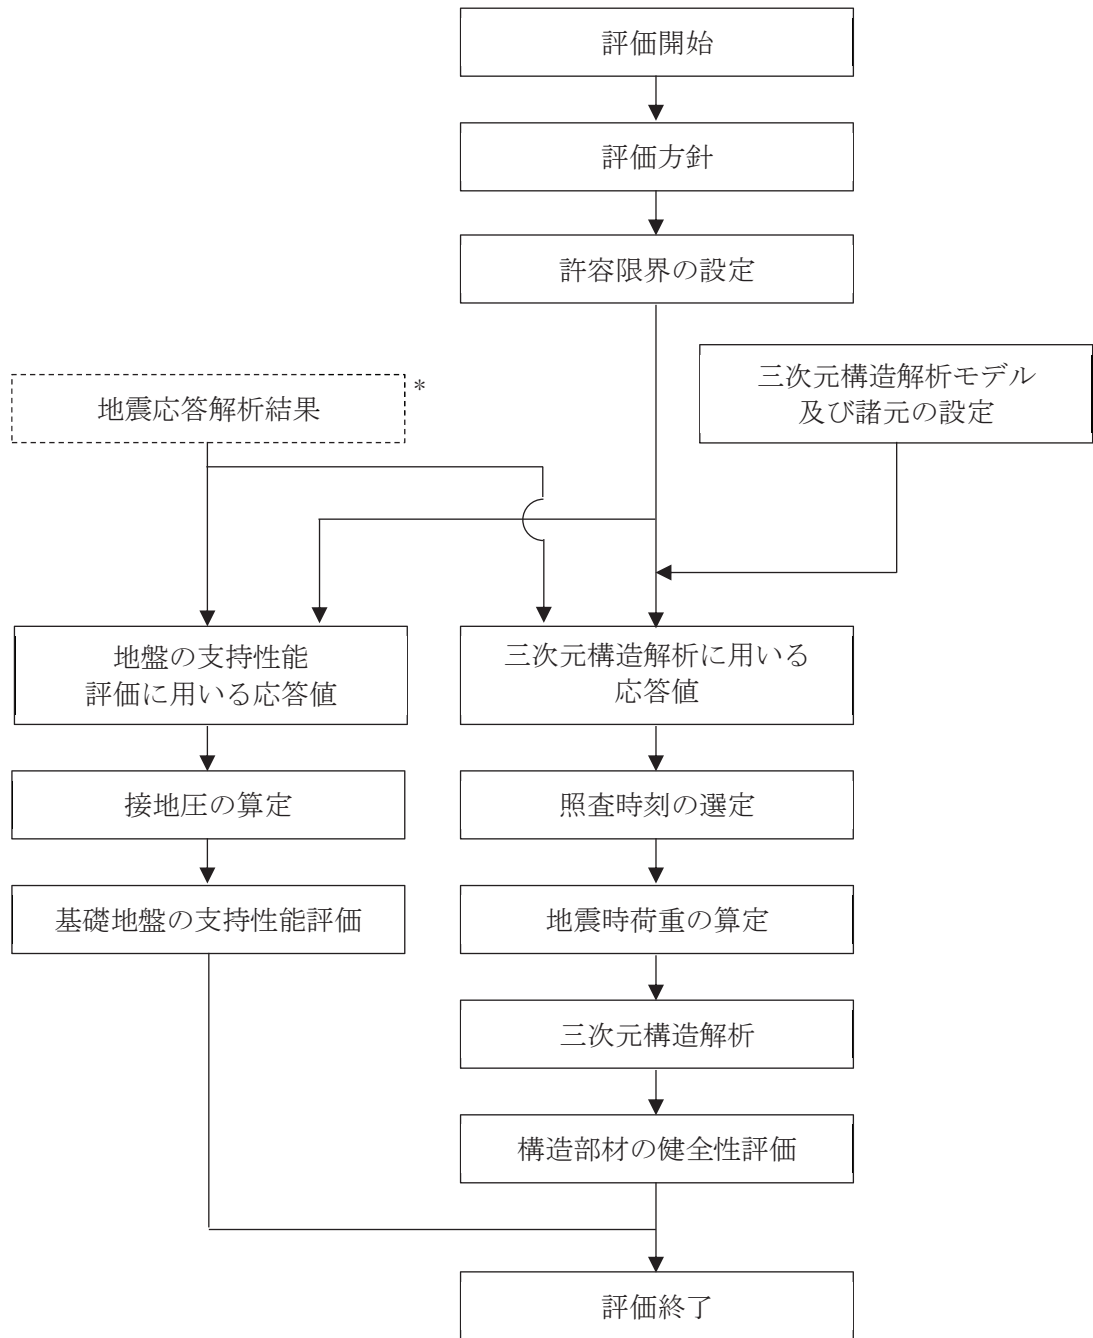 評価開始
評価方針
許容限界の設定
三次元構造解析モデル
及び諸元の設定
地震応答解析結果
*
地盤の支持性能
評価に用いる応答値
三次元構造解析に用いる
応答値
接地圧の算定
照査時刻の選定
基礎地盤の支持性能評価
地震時荷重の算定
三次元構造解析
構造部材の健全性評価
評価終了